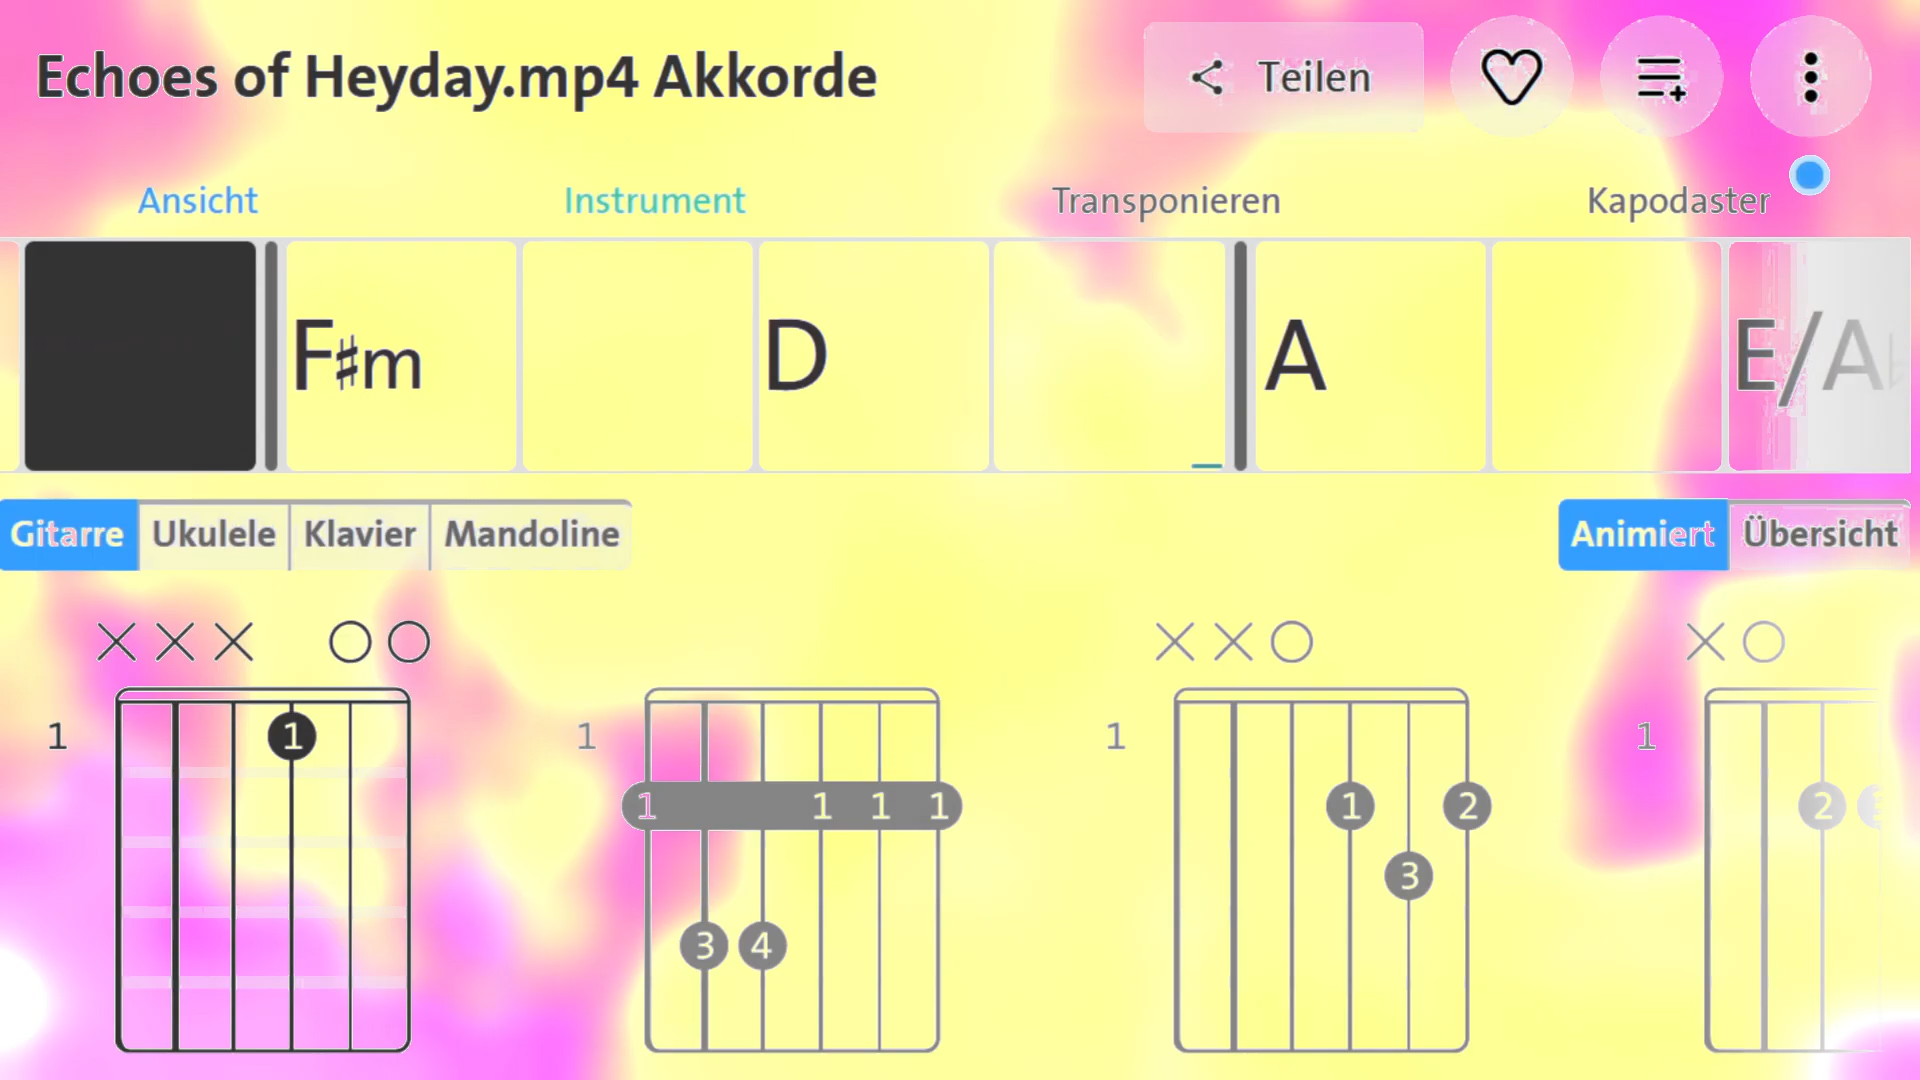 Echoes of Heyday.mp4 Akkorde
Teilen
Ansicht
Instrument
Transponieren
Kapodaster
F♯m
D
A
E/A♭
Gitarre
Ukulele
Klavier
Mandoline
Animiert
Übersicht
1
1
1
1 1 1 1
3 4
1
1 2
3
1
2